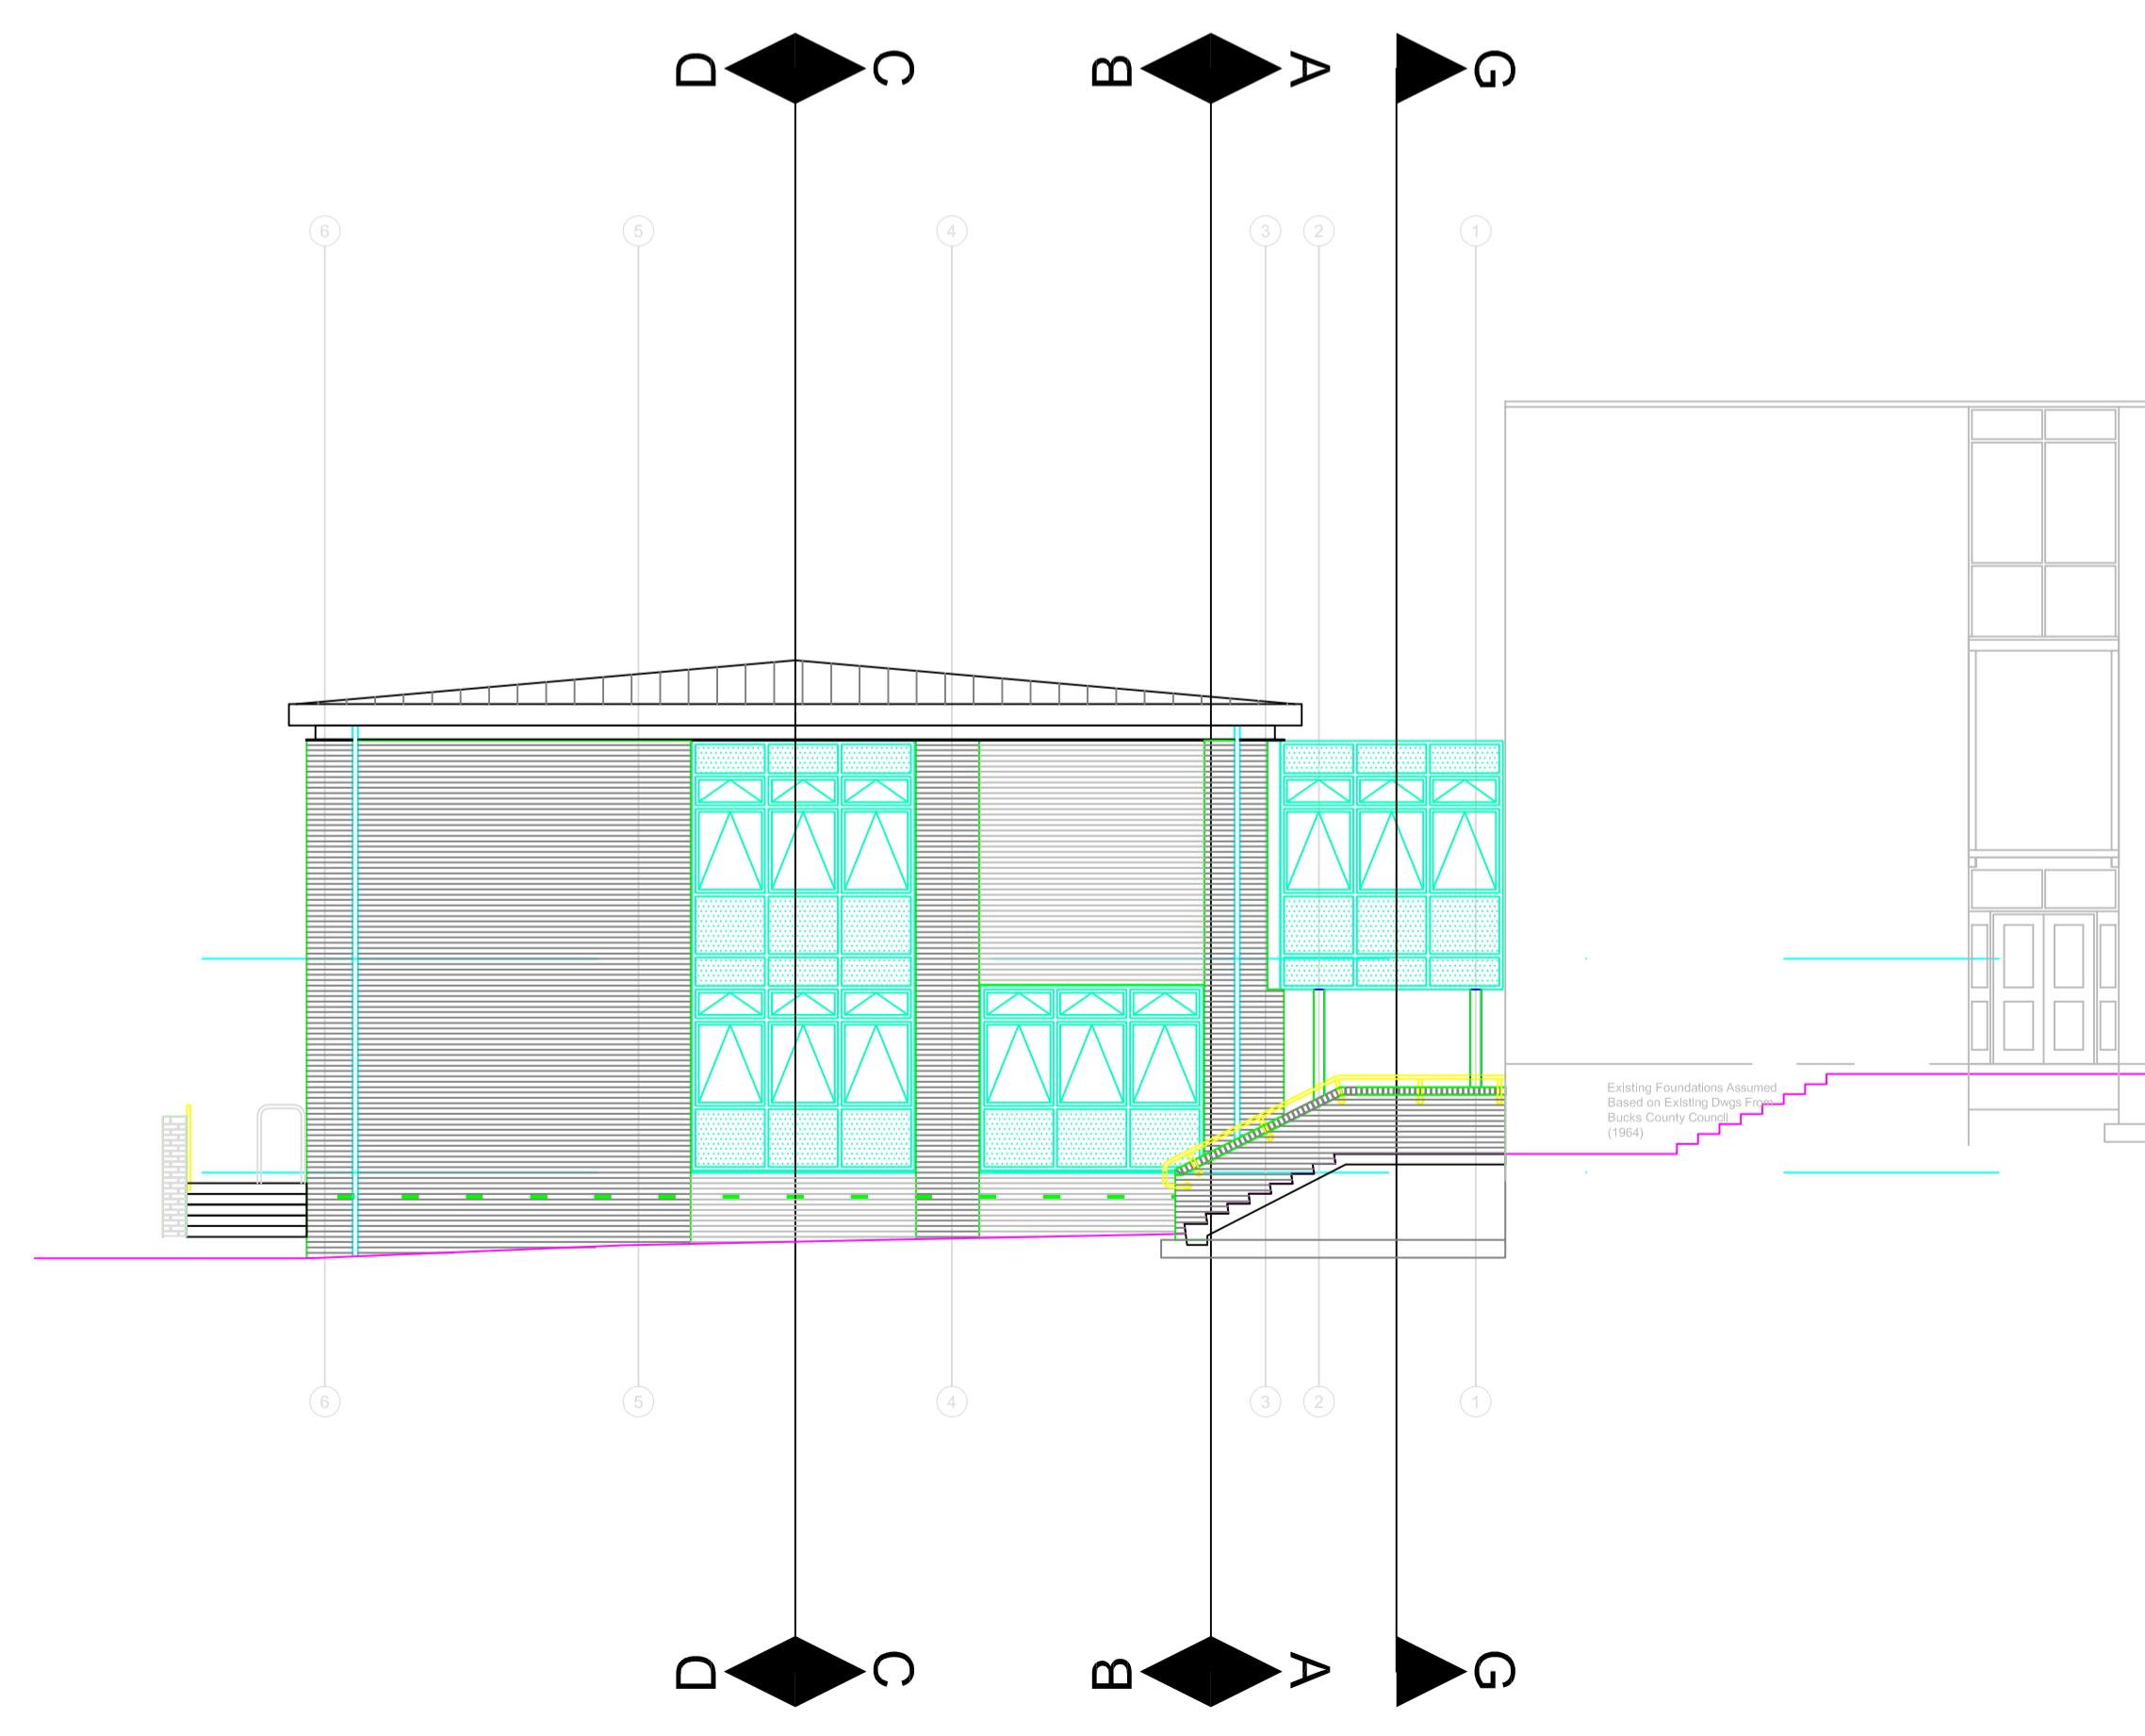 D C B A G
6 5 4 3 2 1
Existing Foundations Assumed
Based on Existing Dwgs From
Bucks County Council
(1964)
6 5 4 3 2 1
D C B A G